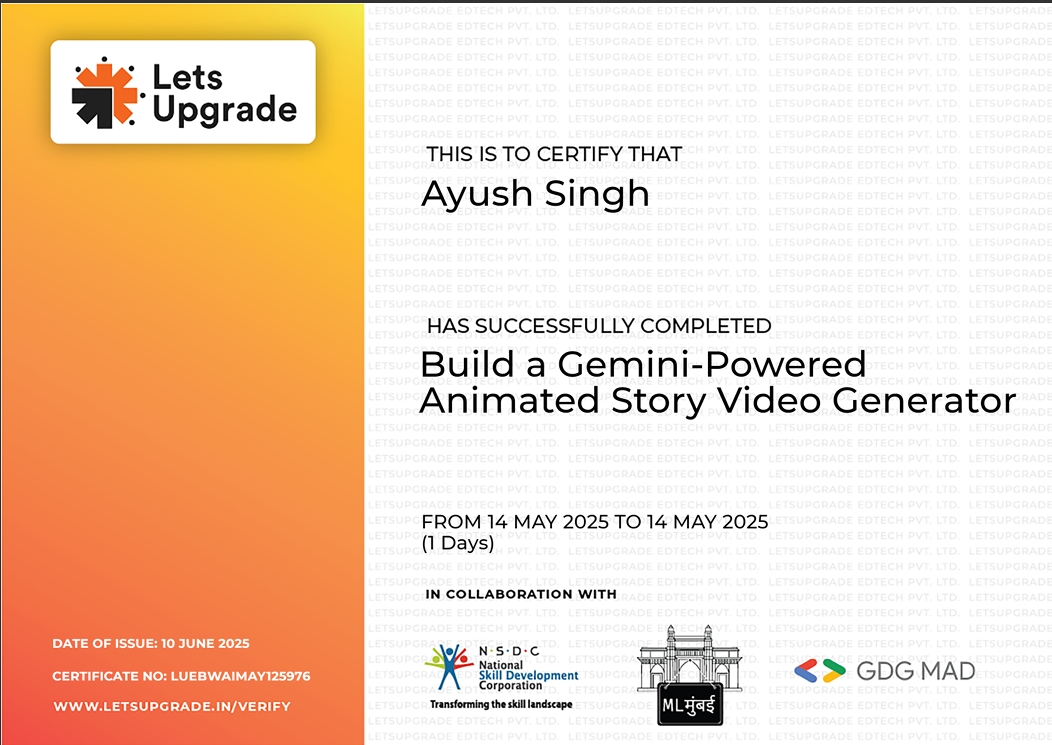 Lets
Upgrade
THIS IS TO CERTIFY THAT
Ayush Singh
HAS SUCCESSFULLY COMPLETED
Build a Gemini-Powered
Animated Story Video Generator
FROM 14 MAY 2025 TO 14 MAY 2025
(1 Days)
IN COLLABORATION WITH
N·S·D·C
National
Skill Development
Corporation
Transforming the skill landscape
MLमुंबई
GDG MAD
DATE OF ISSUE: 10 JUNE 2025
CERTIFICATE NO: LUEBWAIMAY125976
WWW.LETSUPGRADE.IN/VERIFY
LETSUPGRADE EDTECH PVT. LTD.